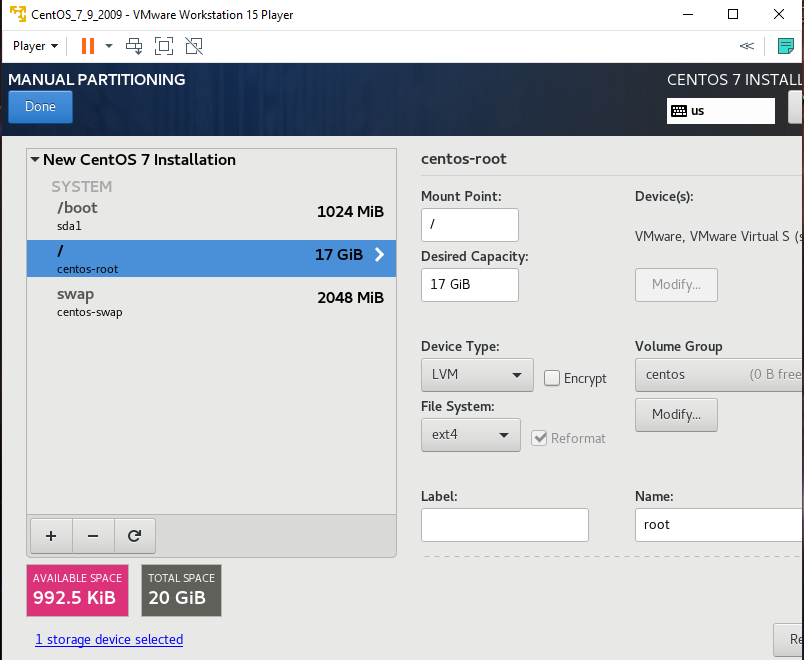 CentOS_7_9_2009 - VMware Workstation 15 Player
Player
MANUAL PARTITIONING
CENTOS 7 INSTALL
Done
us
New CentOS 7 Installation
SYSTEM
/boot
1024 MiB
sda1
/
17 GiB
centos-root
swap
2048 MiB
centos-swap
+
-
AVAILABLE SPACE
992.5 KiB
TOTAL SPACE
20 GiB
1 storage device selected
centos-root
Mount Point:
Device(s):
/
VMware, VMware Virtual S (s
Desired Capacity:
17 GiB
Modify...
Device Type:
Volume Group
LVM
Encrypt
centos (0 B free
File System:
Modify...
ext4
Reformat
Label:
Name:
root
Re